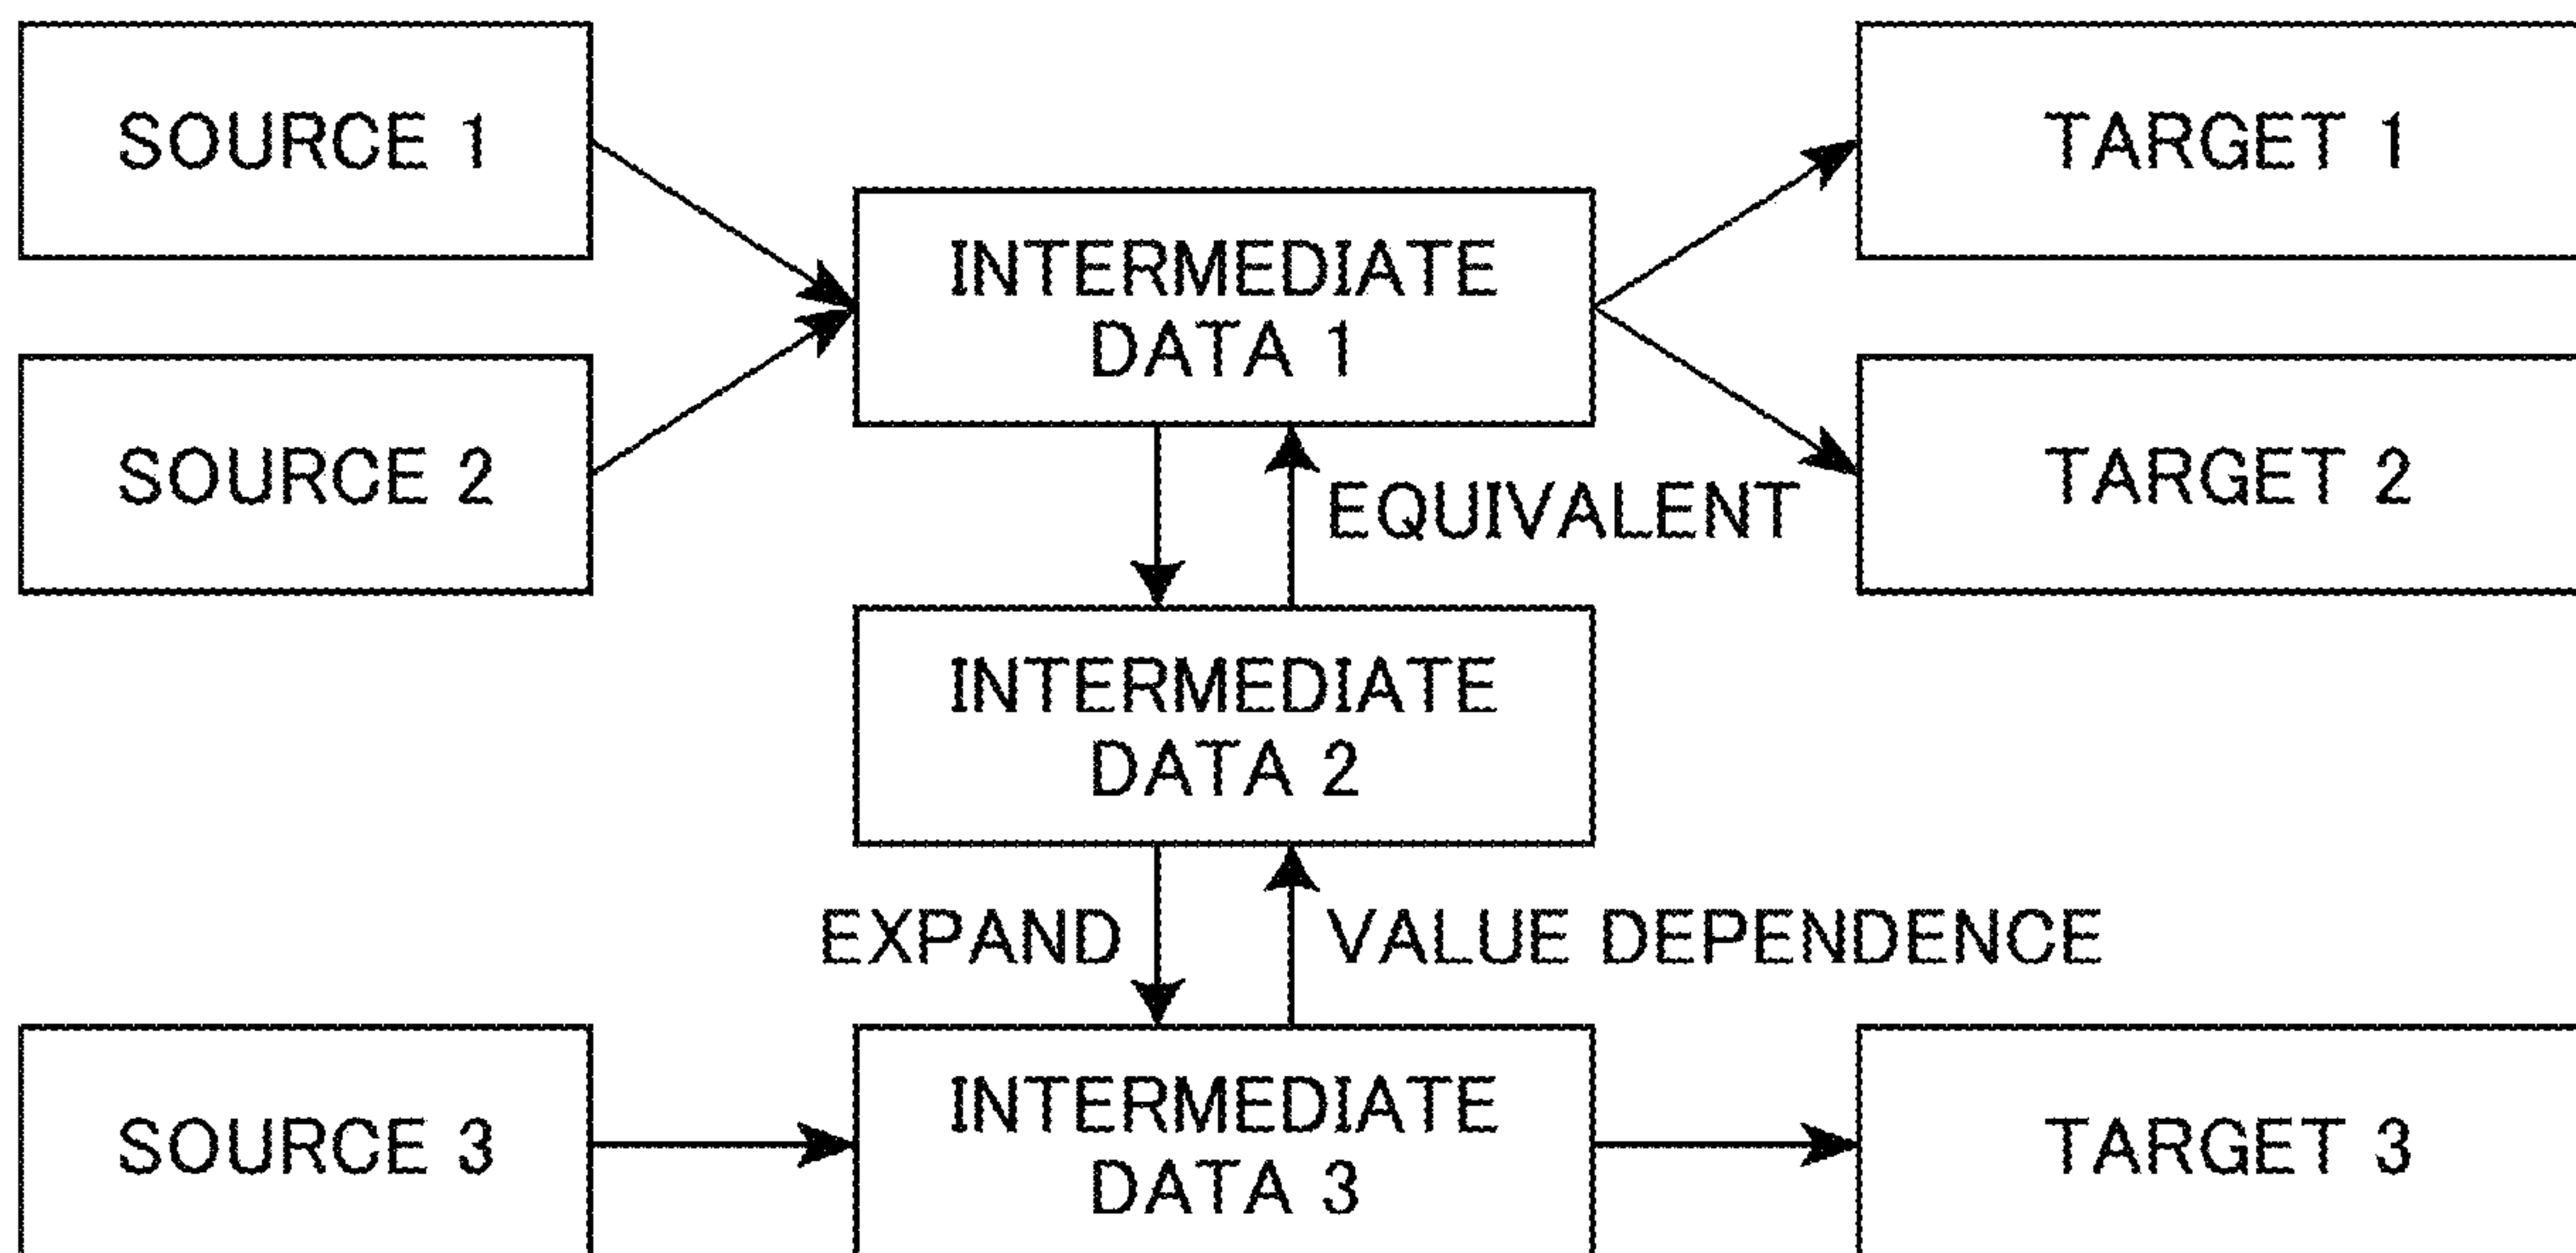 SOURCE 1
TARGET 1
INTERMEDIATE
DATA 1
SOURCE 2
TARGET 2
EQUIVALENT
INTERMEDIATE
DATA 2
EXPAND
VALUE DEPENDENCE
SOURCE 3
INTERMEDIATE
DATA 3
TARGET 3